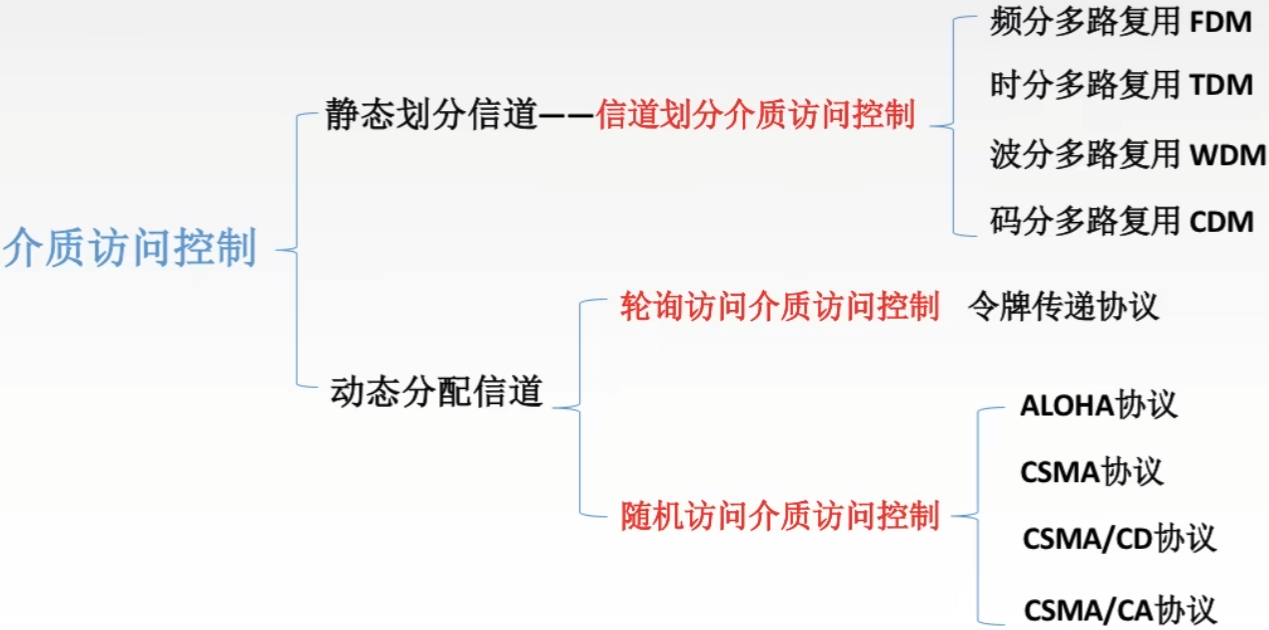 介质访问控制
静态划分信道——信道划分介质访问控制
频分多路复用 FDM
时分多路复用 TDM
波分多路复用 WDM
码分多路复用 CDM
动态分配信道
轮询访问介质访问控制 令牌传递协议
随机访问介质访问控制
ALOHA协议
CSMA协议
CSMA/CD协议
CSMA/CA协议